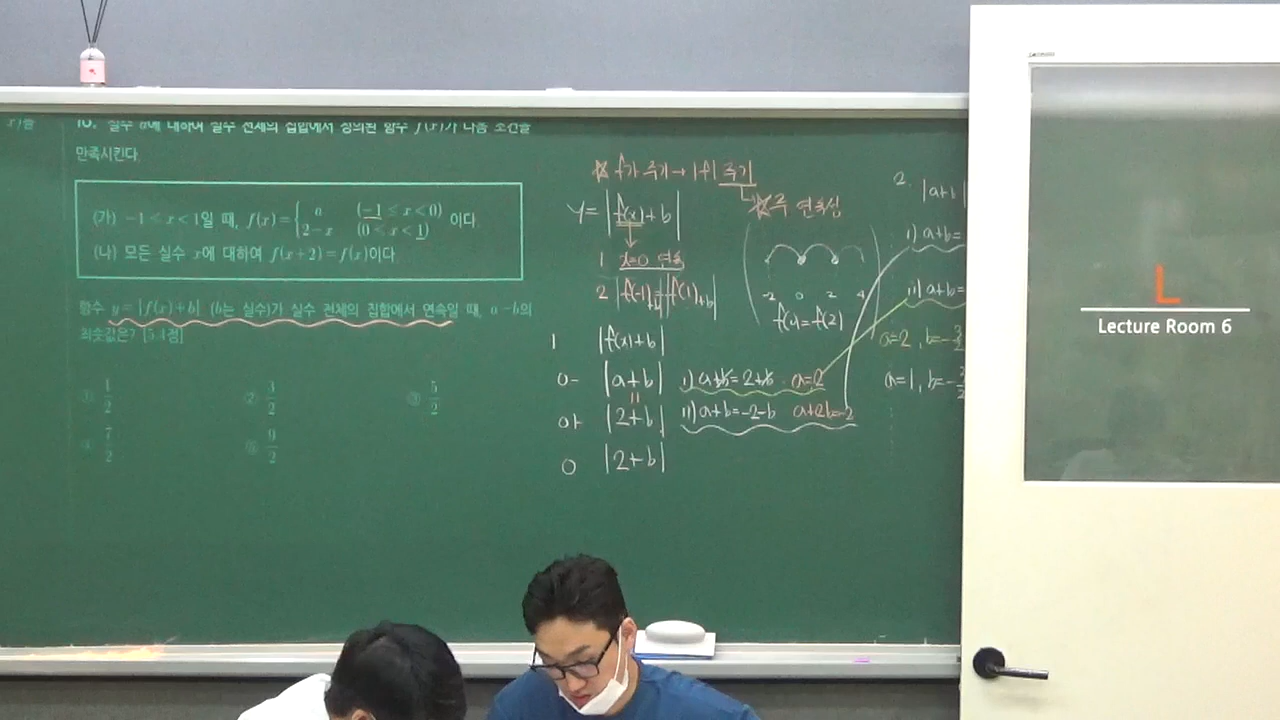 10. 실수 a에 대하여 실수 전체의 집합에서 정의된 함수 f(x)가 다음 조건을
만족시킨다.
(가) -1≤x<1일 때, f(x)={ a (-1≤x<0) 2-x (0≤x<1) 이다.
(나) 모든 실수 x에 대하여 f(x+2)=f(x)이다.
함수 y=|f(x)+b| (b는 실수)가 실수 전체의 집합에서 연속일 때, a-b의
최솟값은?
① 1/2 ② 3/2 ③ 5/2
④ 7/2 ⑤ 9/2
f가 주기→|f| 주기
y=|f(x)+b|
연속성
1 x=0 연속
2 |f(-1)+b| |f(1)+b|
-2 0 2 4
f(0)=f(2)
1 |f(x)+b|
0- |a+b| i) a+b=2+b a=2
0+ |2+b| ii) a+b=-2-b a+2b=-2
0 |2+b|
2. |a+1|
i) a+b=
ii) a+b=
a=2, b=-3/2
a=1, b=-3/2
L
Lecture Room 6